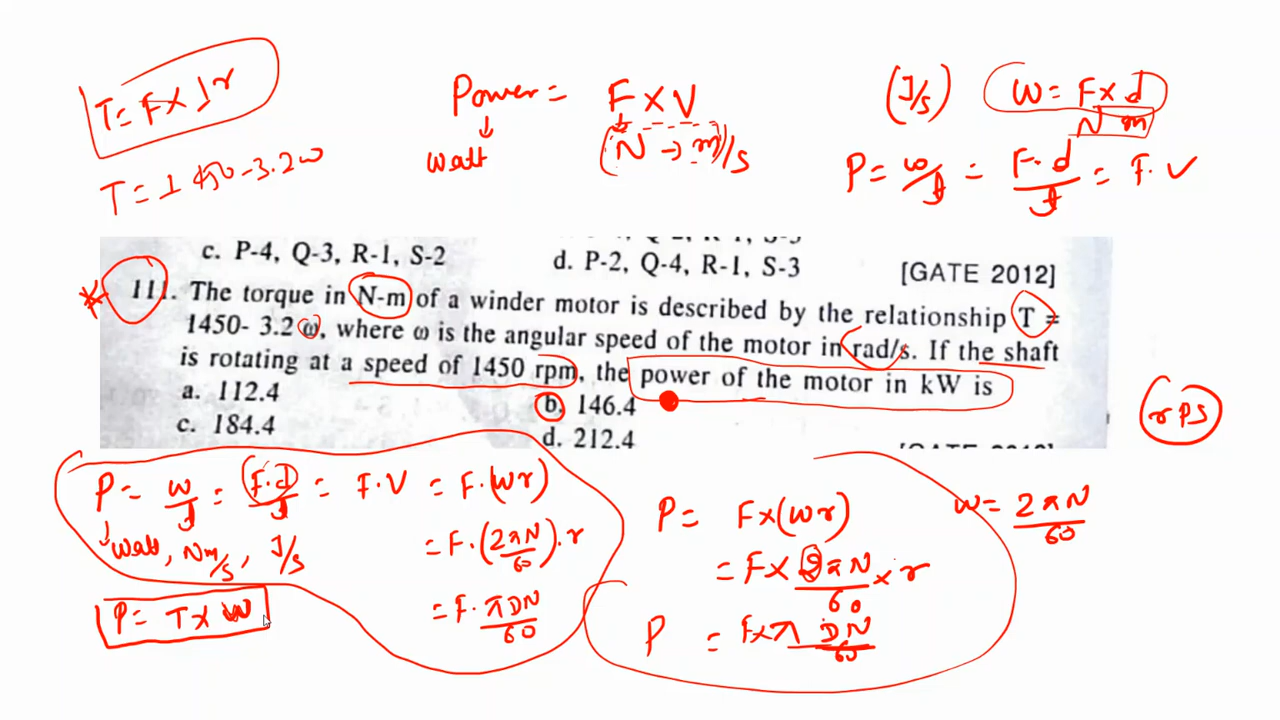 T = F X ⊥r
T = 1450-3.2ω
Power = F X V
watt
N → m/s
(J/s)
W = F X d
N m
P = w/t = F.d/t = F.V
c. P-4, Q-3, R-1, S-2
d. P-2, Q-4, R-1, S-3
[GATE 2012]
111. The torque in N-m of a winder motor is described by the relationship T =
1450- 3.2 ω, where ω is the angular speed of the motor in rad/s. If the shaft
is rotating at a speed of 1450 rpm, the power of the motor in kW is
a. 112.4
b. 146.4
c. 184.4
d. 212.4
rps
P = w/t = F.d/t = F.V = F.(wr)
watt, Nm/s, J/s
= F.(2πN/60).r
= F. πDN/60
P = T x w
P = Fx(wr)
= F x 2πN/60 x r
P = Fxπ DN/60
w = 2πN/60